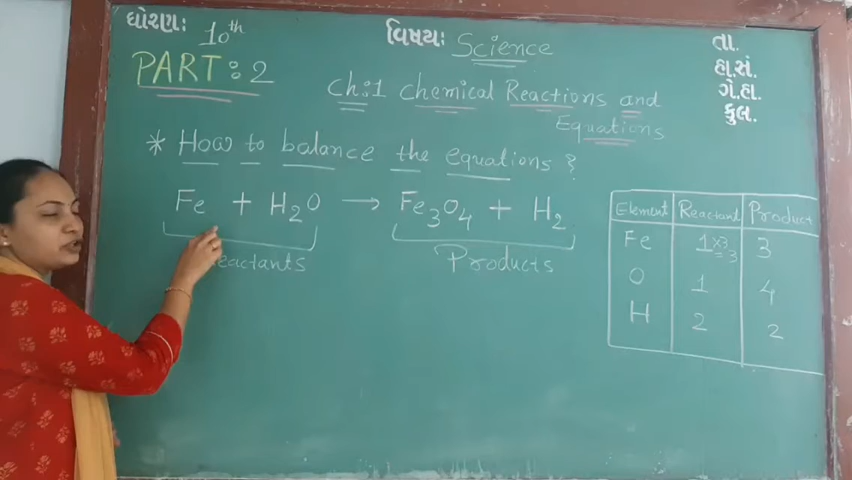 ધોરણ: 10th
વિષય: Science
તા.
PART: 2
હા.સં.
Ch:1 Chemical Reactions and
ગે.હા.
Equations
કુલ.
* How to balance the equations ?
Fe + H2O → Fe3O4 + H2
Reactants
Products
Element Reactant Product
Fe 1×3=3 3
O 1 4
H 2 2